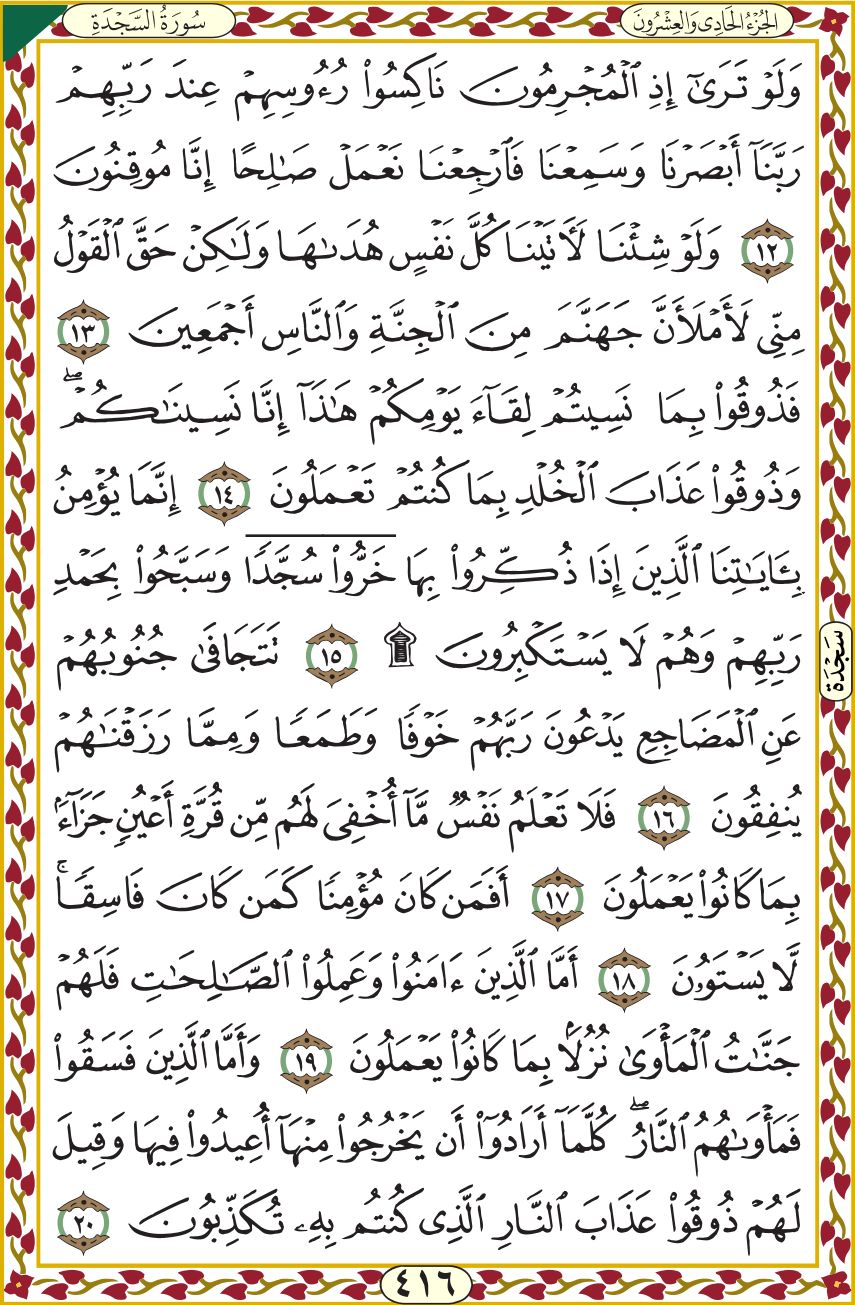 سُورَةُ السَّجْدَةِ
الجُزْءُ الحَادِي وَالعِشْرُونَ
وَلَوْ تَرَىٰٓ إِذِ ٱلْمُجْرِمُونَ نَاكِسُوا۟ رُءُوسِهِمْ عِندَ رَبِّهِمْ
رَبَّنَآ أَبْصَرْنَا وَسَمِعْنَا فَٱرْجِعْنَا نَعْمَلْ صَـٰلِحًا إِنَّا مُوقِنُونَ
١٢ وَلَوْ شِئْنَا لَـَٔاتَيْنَا كُلَّ نَفْسٍ هُدَىٰهَا وَلَـٰكِنْ حَقَّ ٱلْقَوْلُ
مِنِّى لَأَمْلَأَنَّ جَهَنَّمَ مِنَ ٱلْجِنَّةِ وَٱلنَّاسِ أَجْمَعِينَ ١٣
فَذُوقُوا۟ بِمَا نَسِيتُمْ لِقَآءَ يَوْمِكُمْ هَـٰذَآ إِنَّا نَسِينَـٰكُمْ ۖ
وَذُوقُوا۟ عَذَابَ ٱلْخُلْدِ بِمَا كُنتُمْ تَعْمَلُونَ ١٤ إِنَّمَا يُؤْمِنُ
بِـَٔايَـٰتِنَا ٱلَّذِينَ إِذَا ذُكِّرُوا۟ بِهَا خَرُّوا۟ سُجَّدًا وَسَبَّحُوا۟ بِحَمْدِ
رَبِّهِمْ وَهُمْ لَا يَسْتَكْبِرُونَ ۩ ١٥ تَتَجَافَىٰ جُنُوبُهُمْ
سَجْدَة
عَنِ ٱلْمَضَاجِعِ يَدْعُونَ رَبَّهُمْ خَوْفًا وَطَمَعًا وَمِمَّا رَزَقْنَـٰهُمْ
يُنفِقُونَ ١٦ فَلَا تَعْلَمُ نَفْسٌ مَّآ أُخْفِىَ لَهُم مِّن قُرَّةِ أَعْيُنٍ جَزَآءًۢ
بِمَا كَانُوا۟ يَعْمَلُونَ ١٧ أَفَمَن كَانَ مُؤْمِنًا كَمَن كَانَ فَاسِقًا ۚ
لَّا يَسْتَوُۥنَ ١٨ أَمَّا ٱلَّذِينَ ءَامَنُوا۟ وَعَمِلُوا۟ ٱلصَّـٰلِحَـٰتِ فَلَهُمْ
جَنَّـٰتُ ٱلْمَأْوَىٰ نُزُلًۢا بِمَا كَانُوا۟ يَعْمَلُونَ ١٩ وَأَمَّا ٱلَّذِينَ فَسَقُوا۟
فَمَأْوَىٰهُمُ ٱلنَّارُ ۖ كُلَّمَآ أَرَادُوٓا۟ أَن يَخْرُجُوا۟ مِنْهَآ أُعِيدُوا۟ فِيهَا وَقِيلَ
لَهُمْ ذُوقُوا۟ عَذَابَ ٱلنَّارِ ٱلَّذِى كُنتُم بِهِۦ تُكَذِّبُونَ ٢٠
٤١٦